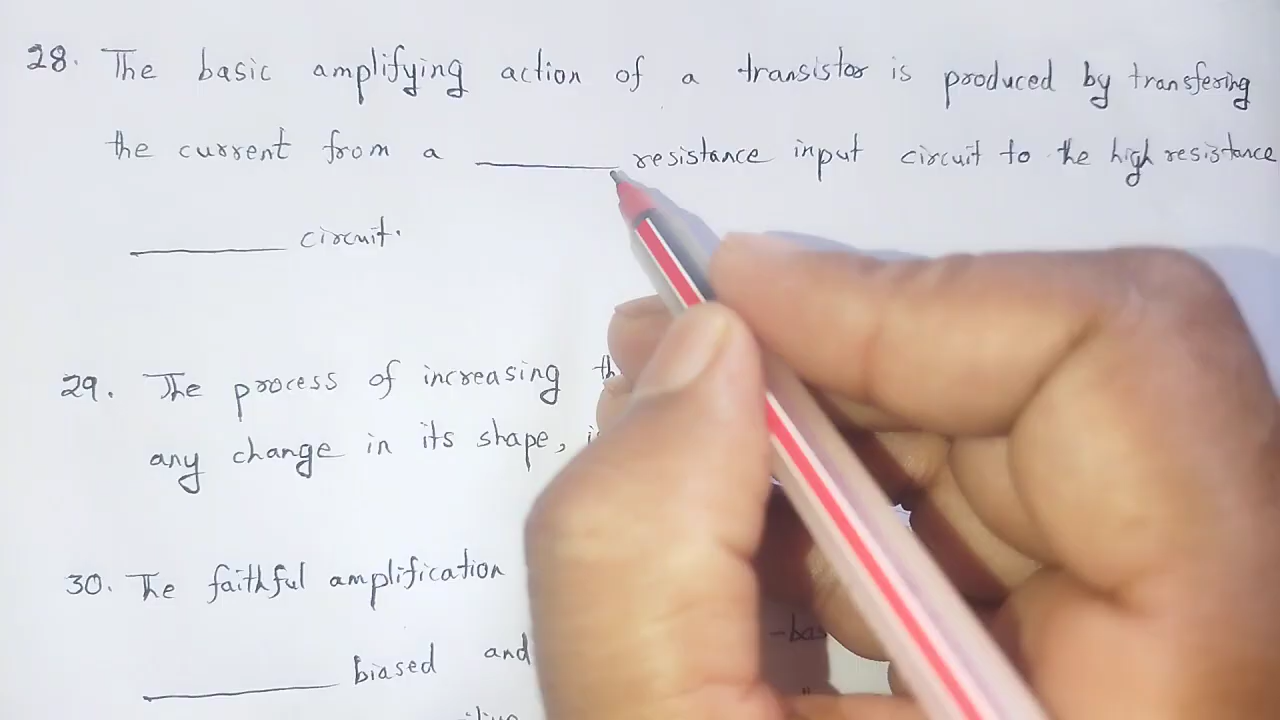 28. The basic amplifying action of a transistor is produced by transfering
the current from a ________ resistance input circuit to the high resistance
________ circuit.
29. The process of increasing
any change in its shape,
30. The faithful amplification
-bas
________ biased and